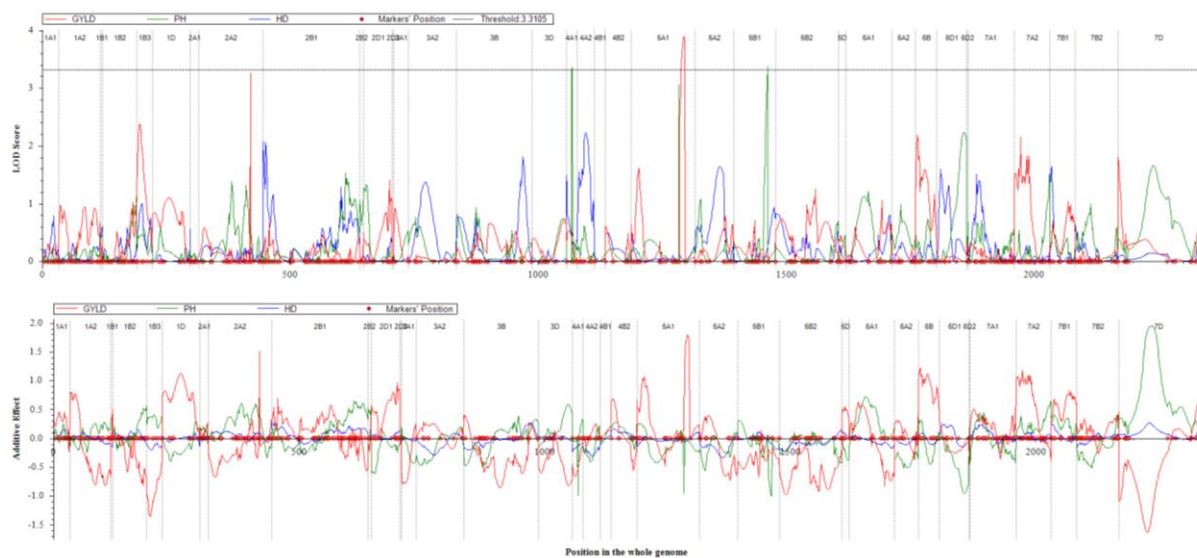 GYLD PH HD Markers' Position Threshold:3.3105
1A1 1A2 1B1 1B2 1B3 1D 2A1 2A2 2B1 2B2 2D1 3A1 3A2 3B 3D 4A1 4A2 4B1 4B2 5A1 5A2 5B1 5B2 5D 6A1 6A2 6B 6D1 6D2 7A1 7A2 7B1 7B2 7D
4
3
2
1
0
LOD Score
0 500 1000 1500 2000
GYLD PH HD Markers' Position
1A1 1A2 1B1 1B2 1B3 1D 2A1 2A2 2B1 2B2 2D1 3A1 3A2 3B 3D 4A1 4A2 4B1 4B2 5A1 5A2 5B1 5B2 5D 6A1 6A2 6B 6D1 6D2 7A1 7A2 7B1 7B2 7D
2.0
1.5
1.0
0.5
0.0
-0.5
-1.0
-1.5
Additive Effect
0 500 1000 1500 2000
Position in the whole genome